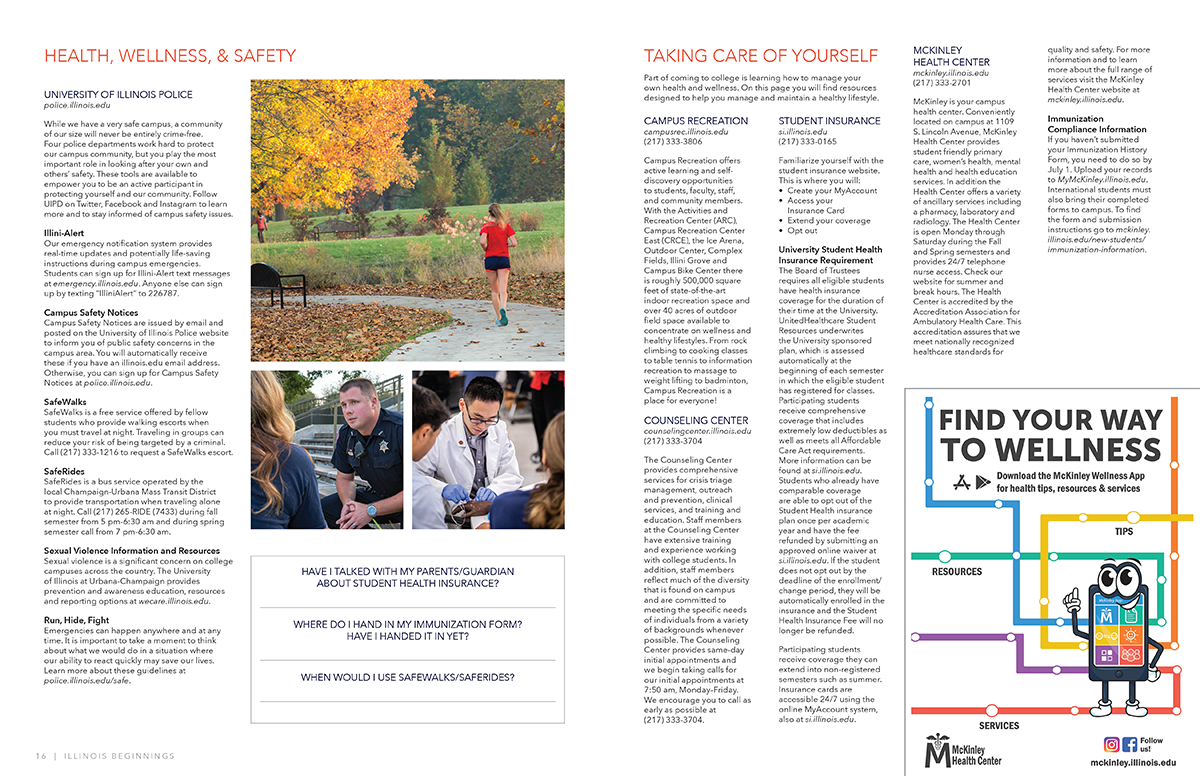 HEALTH, WELLNESS, & SAFETY
UNIVERSITY OF ILLINOIS POLICE
police.illinois.edu
While we have a very safe campus, a community
of our size will never be entirely crime-free.
Four police departments work hard to protect
our campus community, but you play the most
important role in looking after your own and
others' safety. These tools are available to
empower you to be an active participant in
protecting yourself and our community. Follow
UIPD on Twitter, Facebook and Instagram to learn
more and to stay informed of campus safety issues.
Illini-Alert
Our emergency notification system provides
real-time updates and potentially life-saving
instructions during campus emergencies.
Students can sign up for Illini-Alert text messages
at emergency.illinois.edu. Anyone else can sign
up by texting "IlliniAlert" to 226787.
Campus Safety Notices
Campus Safety Notices are issued by email and
posted on the University of Illinois Police website
to inform you of public safety concerns in the
campus area. You will automatically receive
these if you have an illinois.edu email address.
Otherwise, you can sign up for Campus Safety
Notices at police.illinois.edu.
SafeWalks
SafeWalks is a free service offered by fellow
students who provide walking escorts when
you must travel at night. Traveling in groups can
reduce your risk of being targeted by a criminal.
Call (217) 333-1216 to request a SafeWalks escort.
SafeRides
SafeRides is a bus service operated by the
local Champaign-Urbana Mass Transit District
to provide transportation when traveling alone
at night. Call (217) 265-RIDE (7433) during fall
semester from 5 pm-6:30 am and during spring
semester call from 7 pm-6:30 am.
Sexual Violence Information and Resources
Sexual violence is a significant concern on college
campuses across the country. The University
of Illinois at Urbana-Champaign provides
prevention and awareness education, resources
and reporting options at wecare.illinois.edu.
Run, Hide, Fight
Emergencies can happen anywhere and at any
time. It is important to take a moment to think
about what we would do in a situation where
our ability to react quickly may save our lives.
Learn more about these guidelines at
police.illinois.edu/safe.
HAVE I TALKED WITH MY PARENTS/GUARDIAN
ABOUT STUDENT HEALTH INSURANCE?
WHERE DO I HAND IN MY IMMUNIZATION FORM?
HAVE I HANDED IT IN YET?
WHEN WOULD I USE SAFEWALKS/SAFERIDES?
16 | ILLINOIS BEGINNINGS
TAKING CARE OF YOURSELF
Part of coming to college is learning how to manage your
own health and wellness. On this page you will find resources
designed to help you manage and maintain a healthy lifestyle.
CAMPUS RECREATION
campusrec.illinois.edu
(217) 333-3806
Campus Recreation offers
active learning and self-
discovery opportunities
to students, faculty, staff,
and community members.
With the Activities and
Recreation Center (ARC),
Campus Recreation Center
East (CRCE), the Ice Arena,
Outdoor Center, Complex
Fields, Illini Grove and
Campus Bike Center there
is roughly 500,000 square
feet of state-of-the-art
indoor recreation space and
over 40 acres of outdoor
field space available to
concentrate on wellness and
healthy lifestyles. From rock
climbing to cooking classes
to table tennis to information
recreation to massage to
weight lifting to badminton,
Campus Recreation is a
place for everyone!
COUNSELING CENTER
counselingcenter.illinois.edu
(217) 333-3704
The Counseling Center
provides comprehensive
services for crisis triage
management, outreach
and prevention, clinical
services, and training and
education. Staff members
at the Counseling Center
have extensive training
and experience working
with college students. In
addition, staff members
reflect much of the diversity
that is found on campus
and are committed to
meeting the specific needs
of individuals from a variety
of backgrounds whenever
possible. The Counseling
Center provides same-day
initial appointments and
we begin taking calls for
our initial appointments at
7:50 am, Monday-Friday.
We encourage you to call as
early as possible at
(217) 333-3704.
STUDENT INSURANCE
si.illinois.edu
(217) 333-0165
Familiarize yourself with the
student insurance website.
This is where you will:
• Create your MyAccount
• Access your
Insurance Card
• Extend your coverage
• Opt out
University Student Health
Insurance Requirement
The Board of Trustees
requires all eligible students
have health insurance
coverage for the duration of
their time at the University.
UnitedHealthcare Student
Resources underwrites
the University sponsored
plan, which is assessed
automatically at the
beginning of each semester
in which the eligible student
has registered for classes.
Participating students
receive comprehensive
coverage that includes
extremely low deductibles as
well as meets all Affordable
Care Act requirements.
More information can be
found at si.illinois.edu.
Students who already have
comparable coverage
are able to opt out of the
Student Health insurance
plan once per academic
year and have the fee
refunded by submitting an
approved online waiver at
si.illinois.edu. If the student
does not opt out by the
deadline of the enrollment/
change period, they will be
automatically enrolled in the
insurance and the Student
Health Insurance Fee will no
longer be refunded.
Participating students
receive coverage they can
extend into non-registered
semesters such as summer.
Insurance cards are
accessible 24/7 using the
online MyAccount system,
also at si.illinois.edu.
MCKINLEY
HEALTH CENTER
mckinley.illinois.edu
(217) 333-2701
McKinley is your campus
health center. Conveniently
located on campus at 1109
S. Lincoln Avenue, McKinley
Health Center provides
student friendly primary
care, women's health, mental
health and health education
services. In addition the
Health Center offers a variety
of ancillary services including
a pharmacy, laboratory and
radiology. The Health Center
is open Monday through
Saturday during the Fall
and Spring semesters and
provides 24/7 telephone
nurse access. Check our
website for summer and
break hours. The Health
Center is accredited by the
Accreditation Association for
Ambulatory Health Care. This
accreditation assures that we
meet nationally recognized
healthcare standards for
quality and safety. For more
information and to learn
more about the full range of
services visit the McKinley
Health Center website at
mckinley.illinois.edu.
Immunization
Compliance Information
If you haven't submitted
your Immunization History
Form, you need to do so by
July 1. Upload your records
to MyMcKinley.illinois.edu.
International students must
also bring their completed
forms to campus. To find
the form and submission
instructions go to mckinley.
illinois.edu/new-students/
immunization-information.
FIND YOUR WAY
TO WELLNESS
Download the McKinley Wellness App
for health tips, resources & services
TIPS
RESOURCES
SERVICES
McKinley
Health Center
Follow
us!
mckinley.illinois.edu